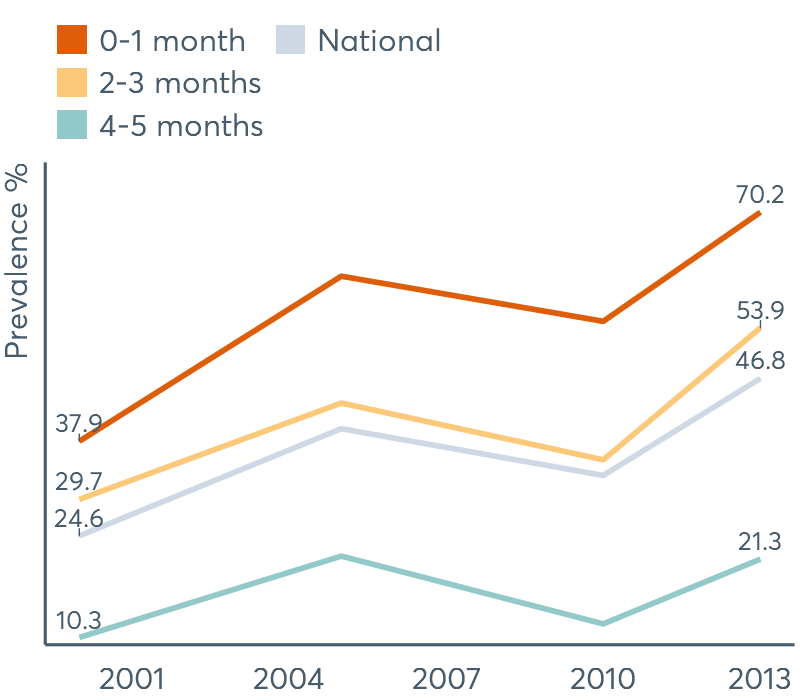 0-1 month National
2-3 months
4-5 months
Prevalence %
70.2
53.9
46.8
37.9
29.7
24.6
21.3
10.3
2001 2004 2007 2010 2013